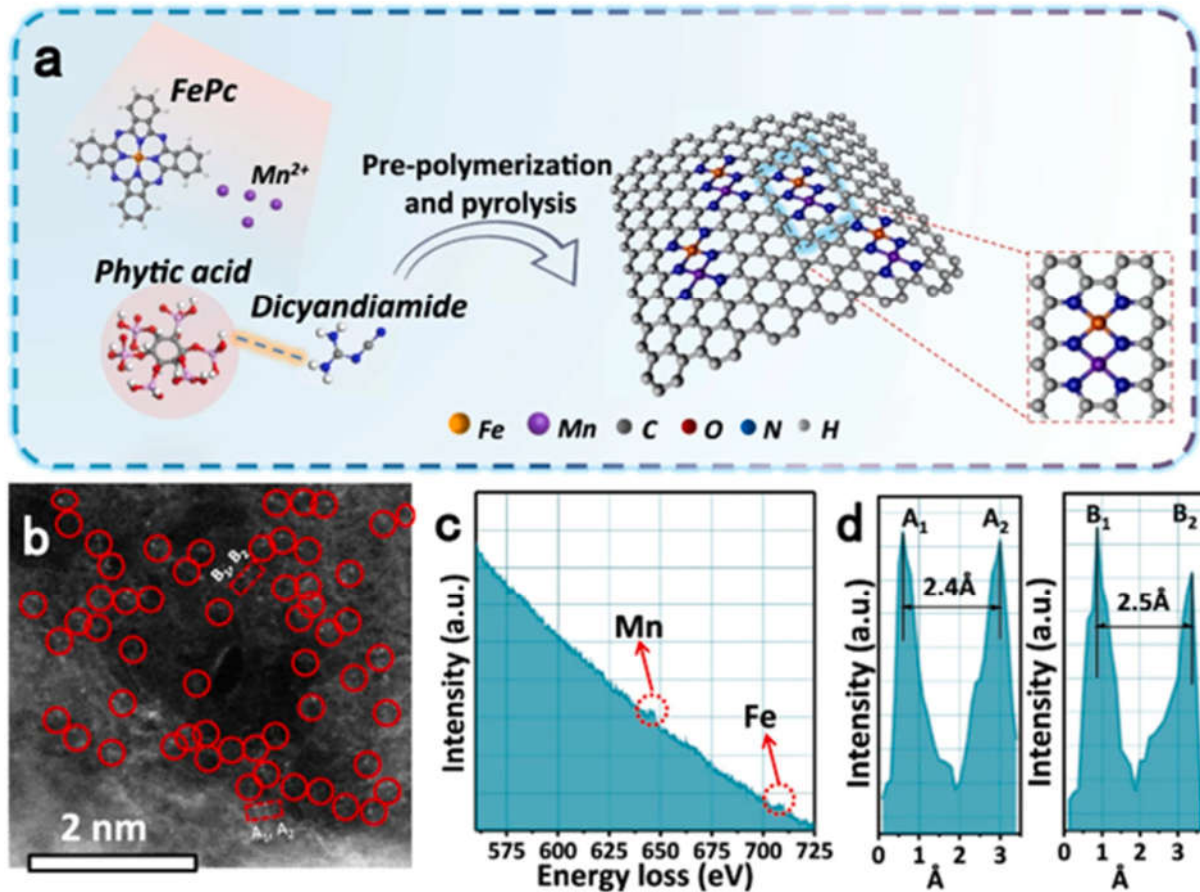 a
FePc
Mn2+
Phytic acid
Dicyandiamide
Pre-polymerization
and pyrolysis
Fe Mn C O N H
b
B1, B2
A1, A2
2 nm
c
Intensity (a.u.)
Mn
Fe
575 600 625 650 675 700 725
Energy loss (eV)
d
Intensity (a.u.)
A1 A2
2.4Å
0 1 2 3
Å
Intensity (a.u.)
B1 B2
2.5Å
0 1 2 3
Å